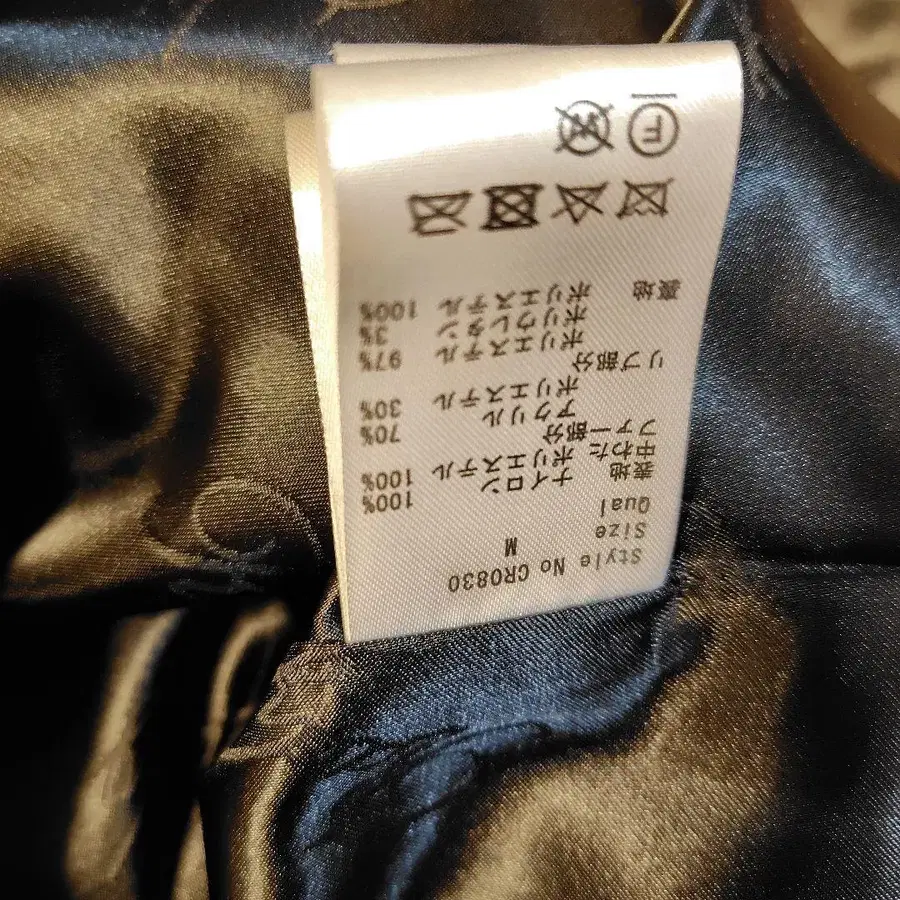 Style No CR0830
Size M
Qual
表地 ナイロン 100%
中わた ポリエステル 100%
ファー部分
アクリル 70%
ポリエステル 30%
リブ部分
ポリエステル 97%
ポリウレタン 3%
裏地 ポリエステル 100%
F W